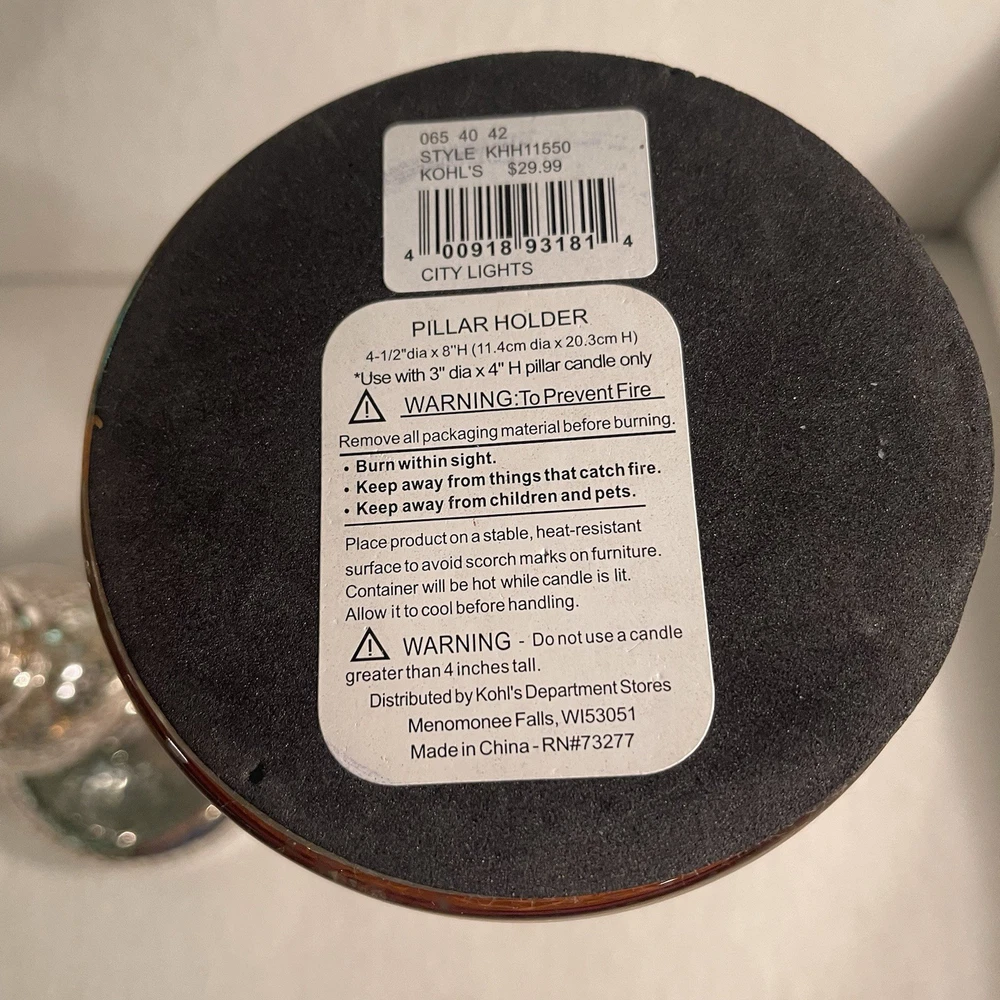 065 40 42
STYLE KHH11550
KOHL'S $29.99
4 00918 93181 4
CITY LIGHTS
PILLAR HOLDER
4-1/2"dia x 8"H (11.4cm dia x 20.3cm H)
*Use with 3" dia x 4" H pillar candle only
WARNING:To Prevent Fire
Remove all packaging material before burning.
• Burn within sight.
• Keep away from things that catch fire.
• Keep away from children and pets.
Place product on a stable, heat-resistant
surface to avoid scorch marks on furniture.
Container will be hot while candle is lit.
Allow it to cool before handling.
WARNING - Do not use a candle
greater than 4 inches tall.
Distributed by Kohl's Department Stores
Menomonee Falls, WI53051
Made in China - RN#73277